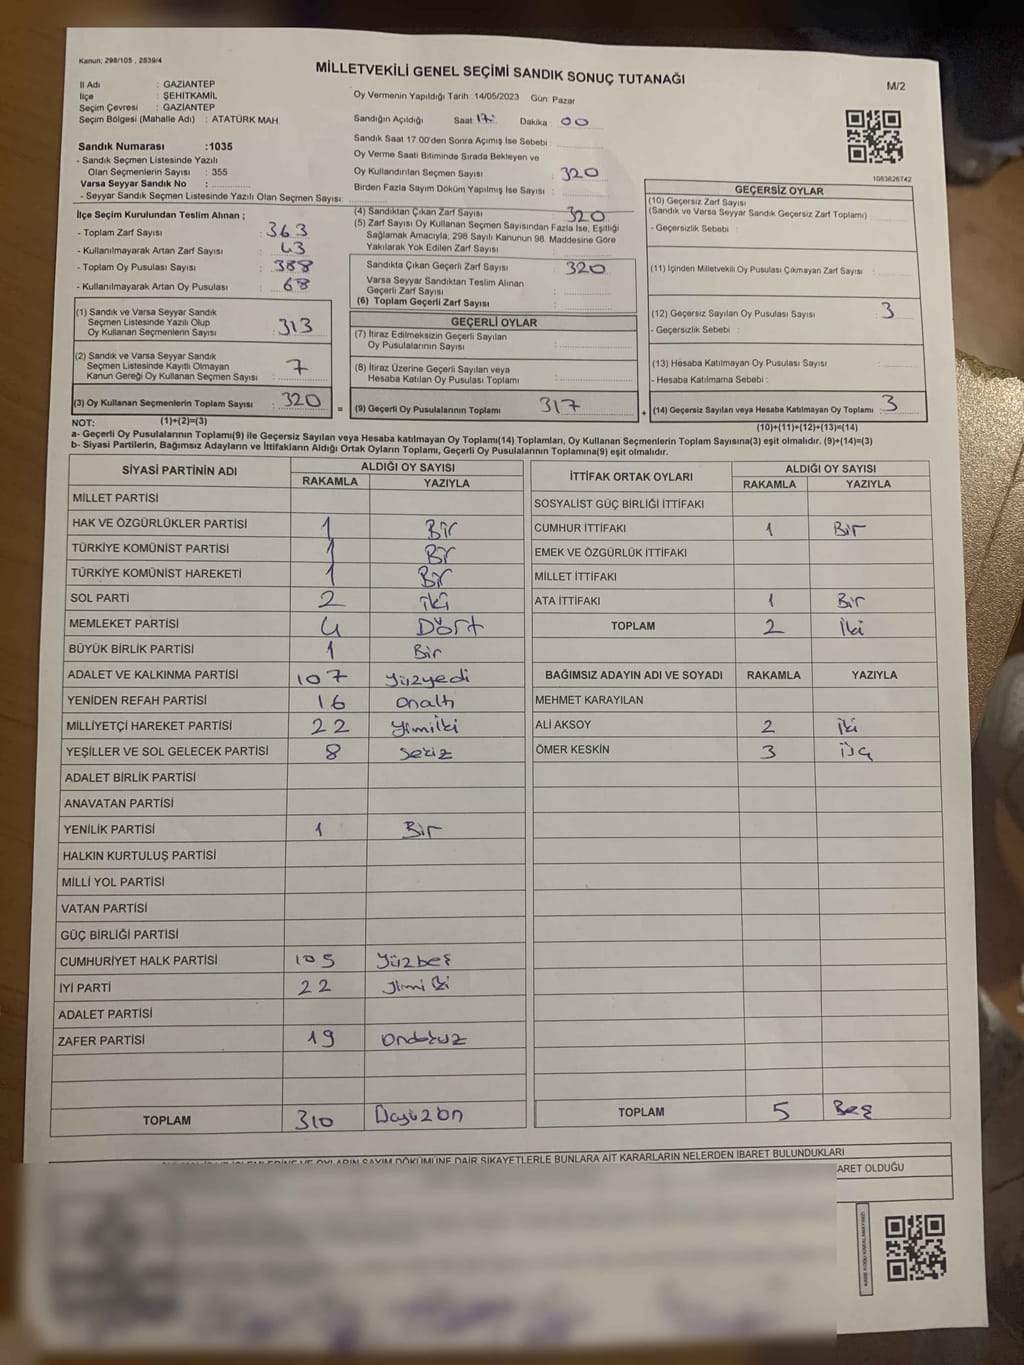 Kanun; 298/105 , 2839/4
MİLLETVEKİLİ GENEL SEÇİMİ SANDIK SONUÇ TUTANAĞI
M/2
İl Adı : GAZİANTEP
İlçe : ŞEHİTKAMİL
Seçim Çevresi : GAZİANTEP
Seçim Bölgesi (Mahalle Adı) : ATATÜRK MAH.
Oy Vermenin Yapıldığı Tarih :14/05/2023 Gün: Pazar
Sandığın Açıldığı Saat 17: Dakika : 00
Sandık Saat 17:00'den Sonra Açımış İse Sebebi:
Oy Verme Saati Bitiminde Sırada Bekleyen ve
Oy Kullandırılan Seçmen Sayısı : 320
Birden Fazla Sayım Döküm Yapılmış İse Sayısı :
1083626742
Sandık Numarası :1035
- Sandık Seçmen Listesinde Yazılı
Olan Seçmenlerin Sayısı : 355
Varsa Seyyar Sandık No :
- Seyyar Sandık Seçmen Listesinde Yazılı Olan Seçmen Sayısı:
İlçe Seçim Kurulundan Teslim Alınan ;
- Toplam Zarf Sayısı : 363
- Kullanılmayarak Artan Zarf Sayısı : 43
- Toplam Oy Pusulası Sayısı : 388
- Kullanılmayarak Artan Oy Pusulası : 68
(1) Sandık ve Varsa Seyyar Sandık
Seçmen Listesinde Yazılı Olup
Oy Kullanan Seçmenlerin Sayısı : 313
(2) Sandık ve Varsa Seyyar Sandık
Seçmen Listesinde Kayıtlı Olmayan
Kanun Gereği Oy Kullanan Seçmen Sayısı : 7
(3) Oy Kullanan Seçmenlerin Toplam Sayısı : 320
(4) Sandıktan Çıkan Zarf Sayısı : 320
(5) Zarf Sayısı Oy Kullanan Seçmen Sayısından Fazla İse, Eşitliği
Sağlamak Amacıyla; 298 Sayılı Kanunun 98. Maddesine Göre
Yakılarak Yok Edilen Zarf Sayısı :
Sandıkta Çıkan Geçerli Zarf Sayısı : 320
Varsa Seyyar Sandıktan Teslim Alınan
Geçerli Zarf Sayısı :
(6) Toplam Geçerli Zarf Sayısı :
GEÇERLİ OYLAR
(7) İtiraz Edilmeksizin Geçerli Sayılan
Oy Pusulalarının Sayısı :
(8) İtiraz Üzerine Geçerli Sayılan veya
Hesaba Katılan Oy Pusulası Toplamı :
= (9) Geçerli Oy Pusulalarının Toplamı : 317
GEÇERSİZ OYLAR
(10) Geçersiz Zarf Sayısı
(Sandık ve Varsa Seyyar Sandık Geçersiz Zarf Toplamı)
- Geçersizlik Sebebi :
(11) İçinden Milletvekili Oy Pusulası Çıkmayan Zarf Sayısı :
(12) Geçersiz Sayılan Oy Pusulası Sayısı : 3
- Geçersizlik Sebebi :
(13) Hesaba Katılmayan Oy Pusulası Sayısı :
- Hesaba Katılmama Sebebi :
+ (14) Geçersiz Sayılan veya Hesaba Katılmayan Oy Toplamı : 3
NOT: (1)+(2)=(3) (10)+(11)+(12)+(13)=(14)
a- Geçerli Oy Pusulalarının Toplamı(9) ile Geçersiz Sayılan veya Hesaba katılmayan Oy Toplamı(14) Toplamları, Oy Kullanan Seçmenlerin Toplam Sayısına(3) eşit olmalıdır. (9)+(14)=(3)
b- Siyasi Partilerin, Bağımsız Adayların ve İttifakların Aldığı Ortak Oyların Toplamı, Geçerli Oy Pusulalarının Toplamına(9) eşit olmalıdır.
SİYASİ PARTİNİN ADI ALDIĞI OY SAYISI
RAKAMLA YAZIYLA
MİLLET PARTİSİ
HAK VE ÖZGÜRLÜKLER PARTİSİ 1 Bir
TÜRKİYE KOMÜNİST PARTİSİ 1 Bir
TÜRKİYE KOMÜNİST HAREKETİ 1 Bir
SOL PARTİ 2 iki
MEMLEKET PARTİSİ 4 Dört
BÜYÜK BİRLİK PARTİSİ 1 Bir
ADALET VE KALKINMA PARTİSİ 107 Yüzyedi
YENİDEN REFAH PARTİSİ 16 onaltı
MİLLİYETÇİ HAREKET PARTİSİ 22 Yirmiİki
YEŞİLLER VE SOL GELECEK PARTİSİ 8 Sekiz
ADALET BİRLİK PARTİSİ
ANAVATAN PARTİSİ
YENİLİK PARTİSİ 1 Bir
HALKIN KURTULUŞ PARTİSİ
MİLLİ YOL PARTİSİ
VATAN PARTİSİ
GÜÇ BİRLİĞİ PARTİSİ
CUMHURİYET HALK PARTİSİ 105 Yüzbeş
İYİ PARTİ 22 Yirmi iki
ADALET PARTİSİ
ZAFER PARTİSİ 19 Ondokuz
TOPLAM 310 Üçyüzon
İTTİFAK ORTAK OYLARI ALDIĞI OY SAYISI
RAKAMLA YAZIYLA
SOSYALİST GÜÇ BİRLİĞİ İTTİFAKI
CUMHUR İTTİFAKI 1 Bir
EMEK VE ÖZGÜRLÜK İTTİFAKI
MİLLET İTTİFAKI
ATA İTTİFAKI 1 Bir
TOPLAM 2 İki
BAĞIMSIZ ADAYIN ADI VE SOYADI RAKAMLA YAZIYLA
MEHMET KARAYILAN
ALİ AKSOY 2 İki
ÖMER KESKİN 3 üç
TOPLAM 5 Beş
OYLARIN SAYIM DÖKÜMÜNE DAİR ŞİKAYETLERLE BUNLARA AİT KARARLARIN NELERDEN İBARET BULUNDUKLARI
ARET OLDUĞU